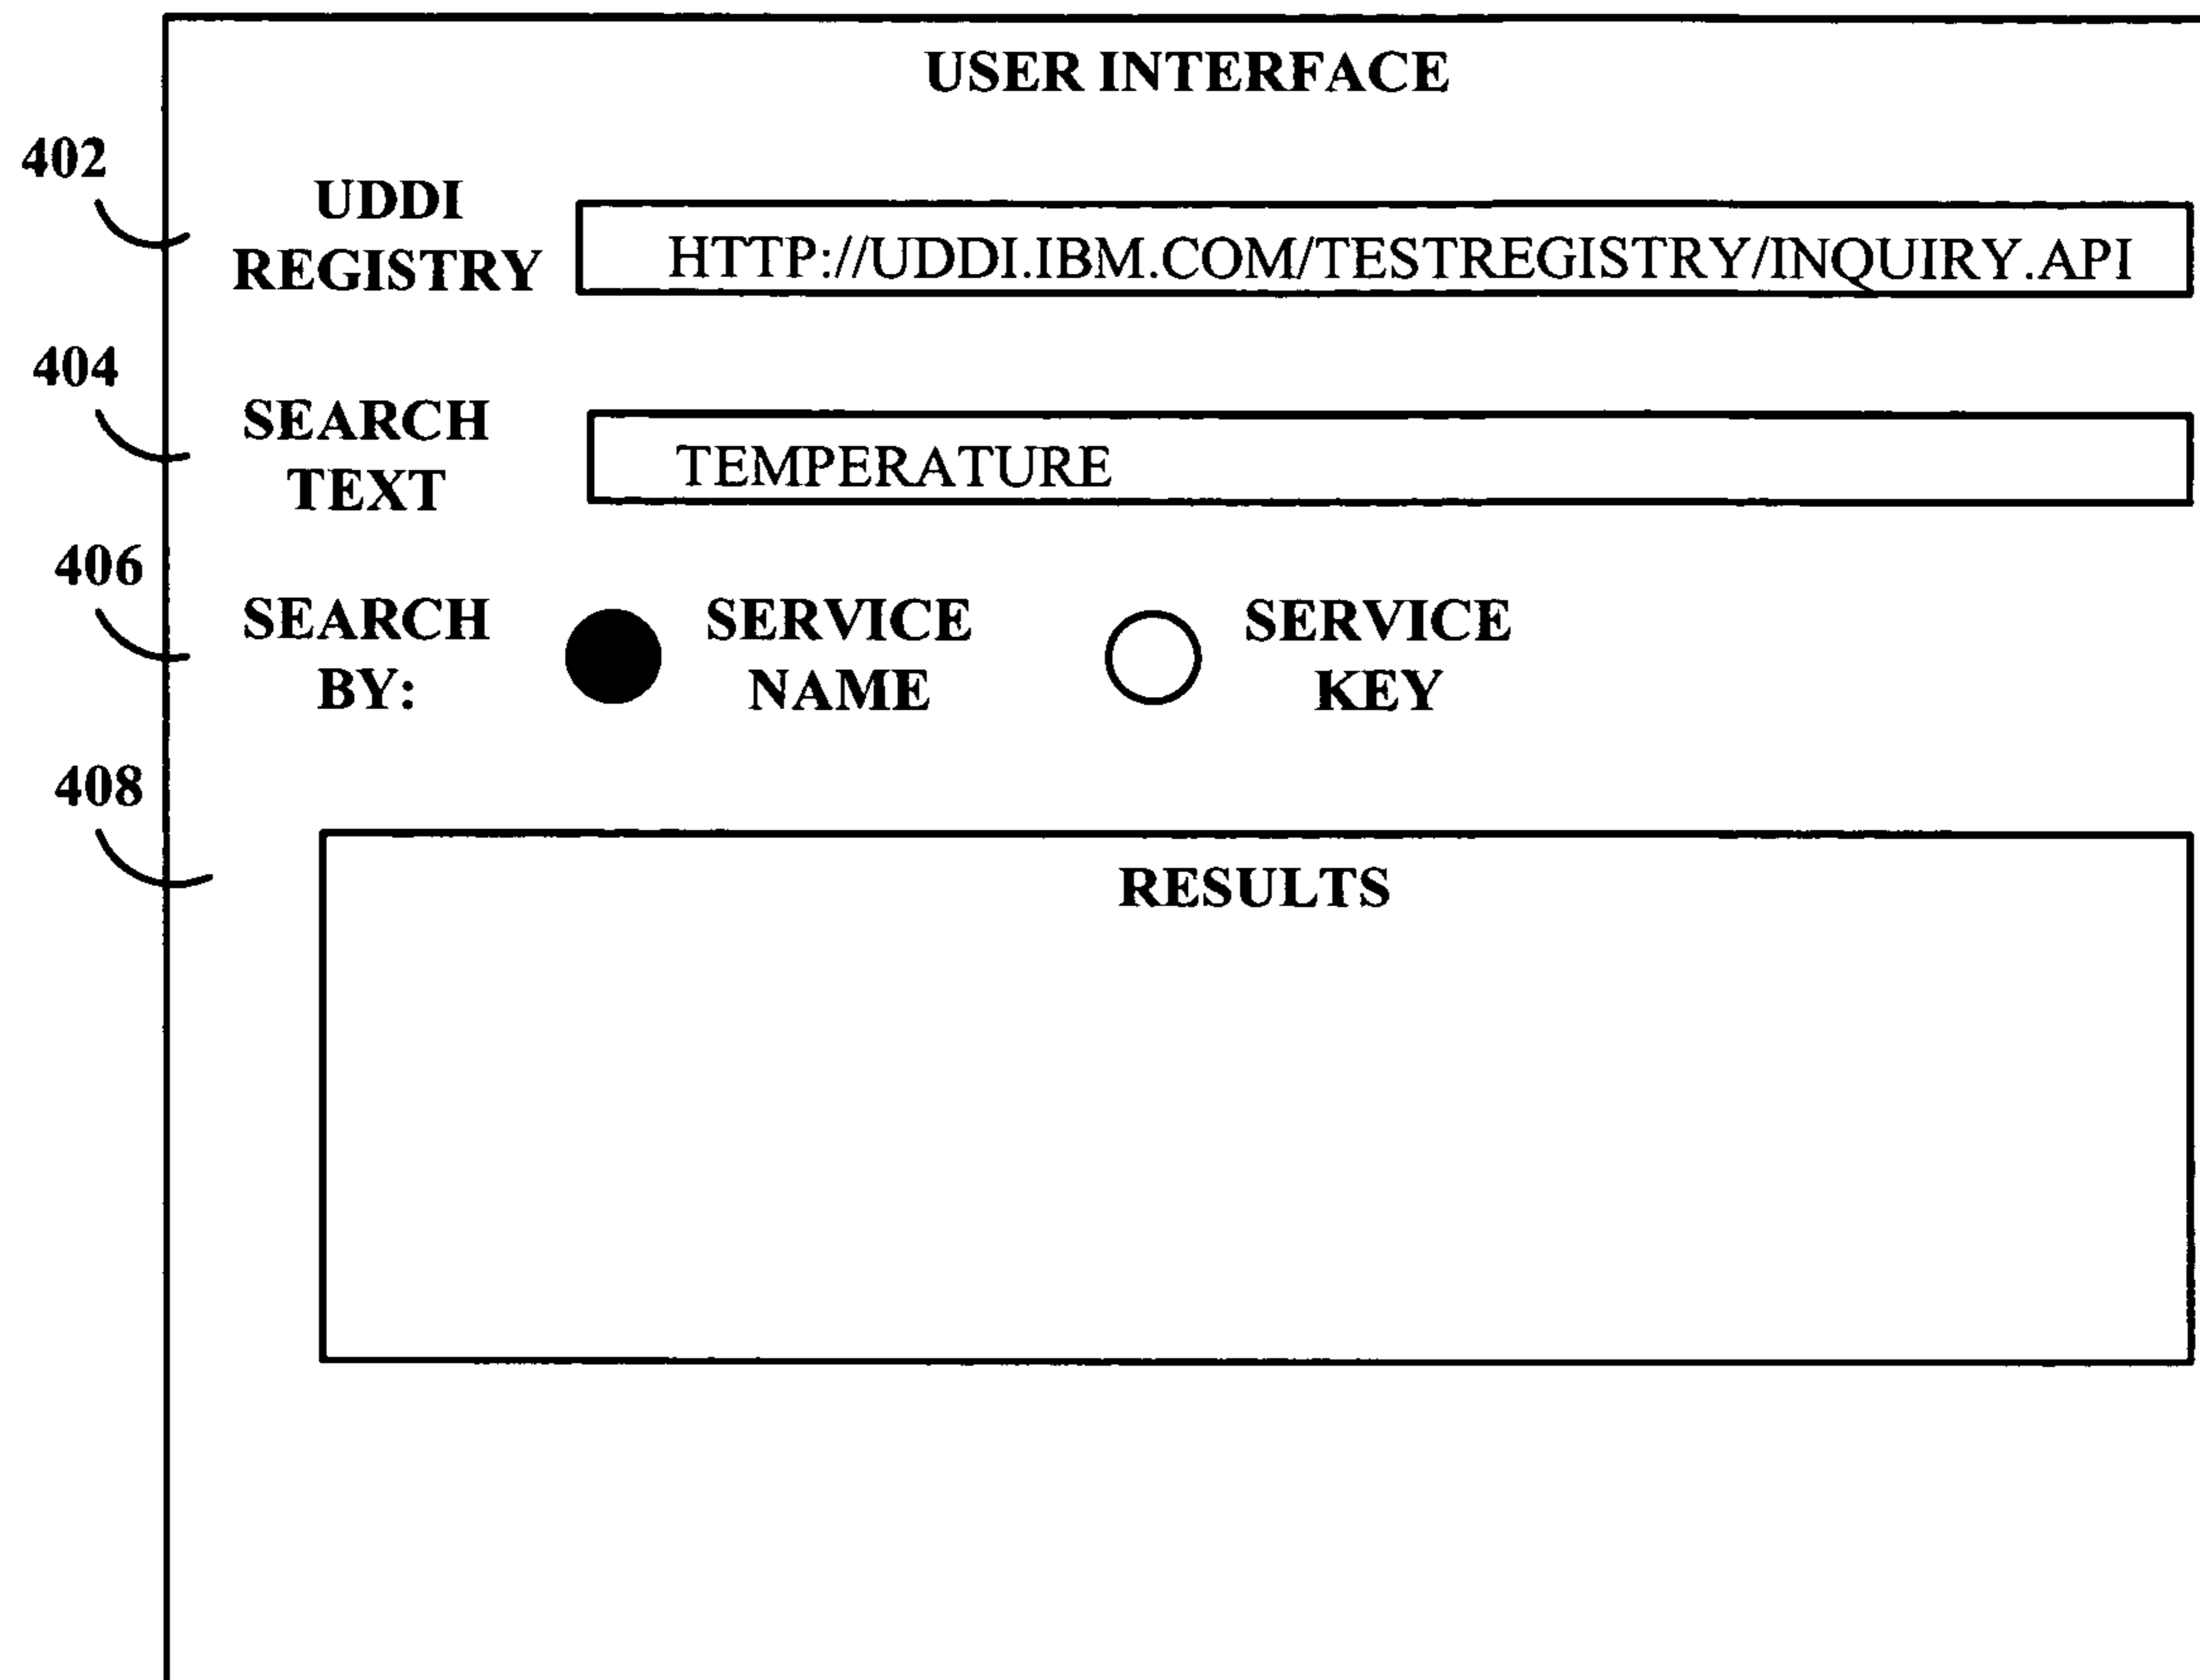 USER INTERFACE
402
UDDI
REGISTRY
HTTP://UDDI.IBM.COM/TESTREGISTRY/INQUIRY.API
404
SEARCH
TEXT
TEMPERATURE
406
SEARCH
BY:
SERVICE
NAME
SERVICE
KEY
408
RESULTS